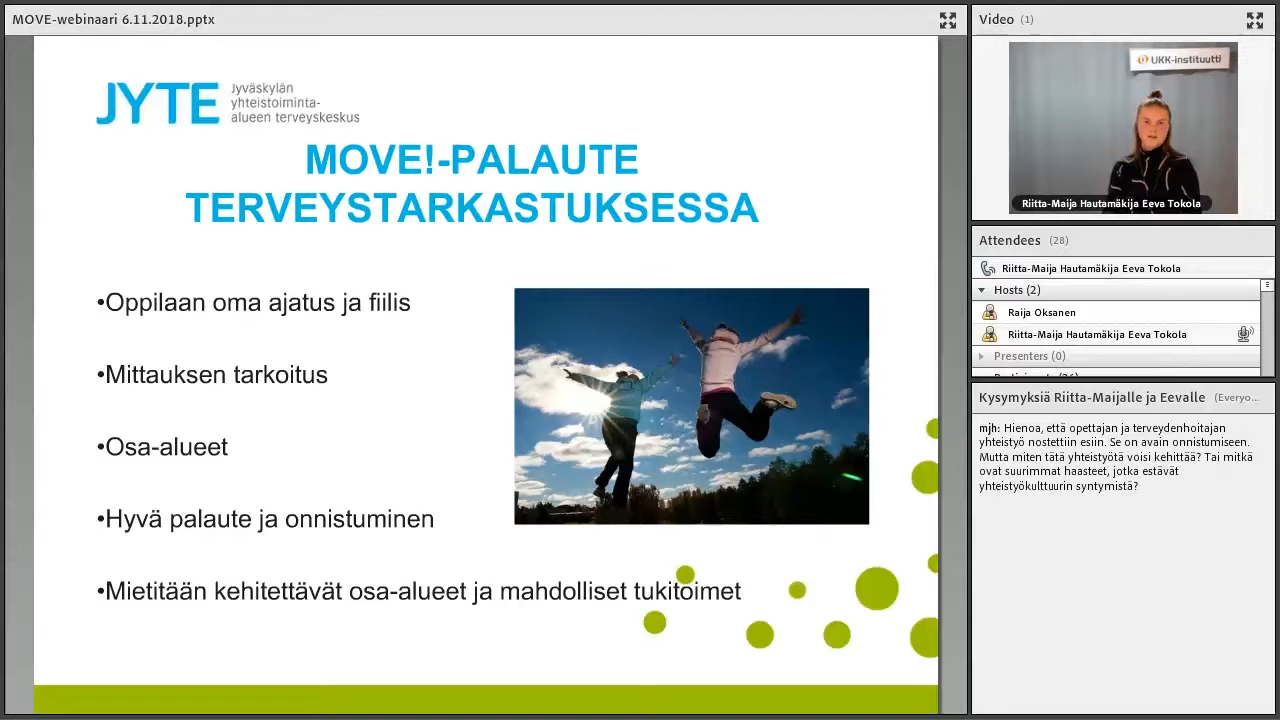 MOVE-webinaari 6.11.2018.pptx
JYTE
Jyväskylän
yhteistoiminta-
alueen terveyskeskus
MOVE!-PALAUTE
TERVEYSTARKASTUKSESSA
•Oppilaan oma ajatus ja fiilis
•Mittauksen tarkoitus
•Osa-alueet
•Hyvä palaute ja onnistuminen
•Mietitään kehitettävät osa-alueet ja mahdolliset tukitoimet
Video (1)
UKK-instituutti
Riitta-Maija Hautamäkija Eeva Tokola
Attendees (28)
Riitta-Maija Hautamäkija Eeva Tokola
Hosts (2)
Raija Oksanen
Riitta-Maija Hautamäkija Eeva Tokola
Presenters (0)
Kysymyksiä Riitta-Maijalle ja Eevalle (Everyo...
mjh: Hienoa, että opettajan ja terveydenhoitajan
yhteistyö nostettiin esiin. Se on avain onnistumiseen.
Mutta miten tätä yhteistyötä voisi kehittää? Tai mitkä
ovat suurimmat haasteet, jotka estävät
yhteistyökulttuurin syntymistä?